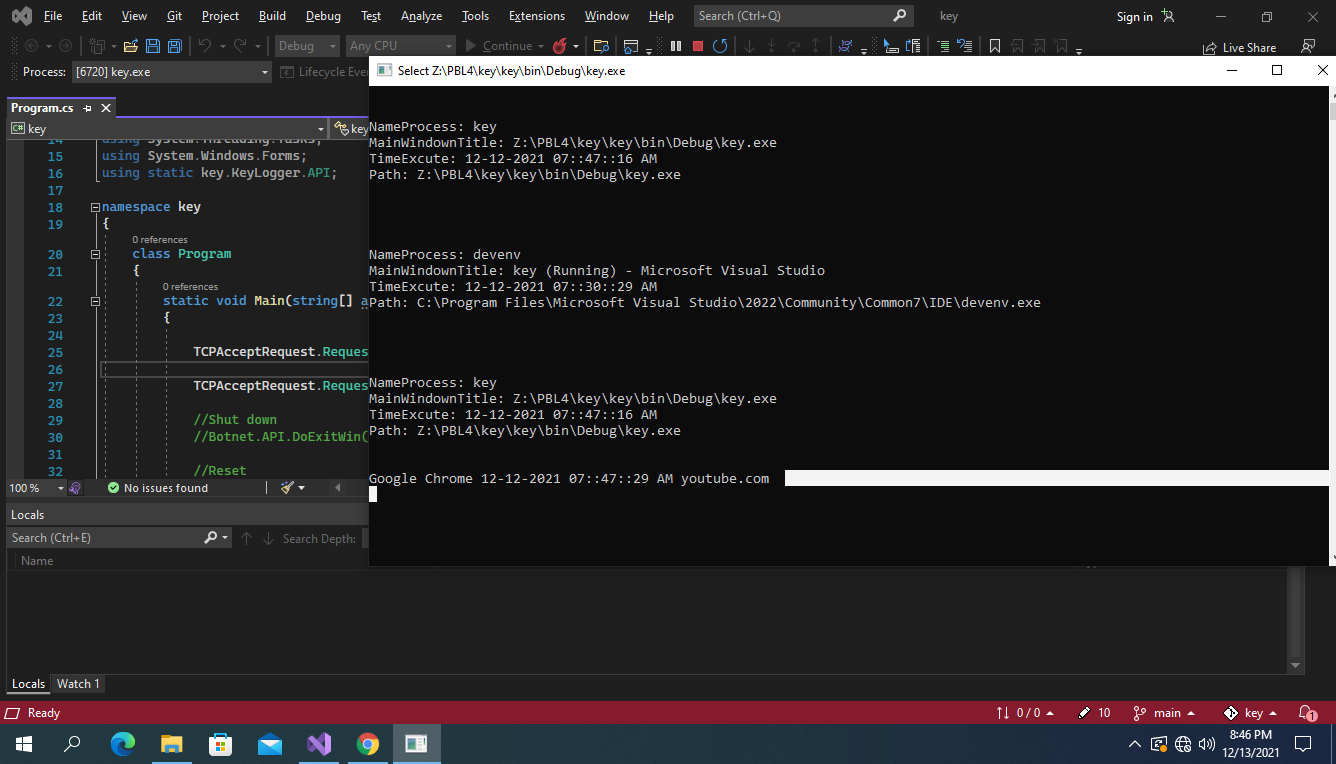 File Edit View Git Project Build Debug Test Analyze Tools Extensions Window Help Search (Ctrl+Q) key Sign in
Debug Any CPU Continue Live Share
Process: [6720] key.exe Lifecycle
Select Z:\PBL4\key\key\bin\Debug\key.exe
Program.cs
key key
14 using System.Threading.Tasks;
15 using System.Windows.Forms;
16 using static key.KeyLogger.API;
17
18 namespace key
19 {
0 references
20 class Program
21 {
0 references
22 static void Main(string[] a
23 {
24
25 TCPAcceptRequest.Reques
26
27 TCPAcceptRequest.Reques
28
29 //Shut down
30 //Botnet.API.DoExitWin(
31
32 //Reset
100 % No issues found
NameProcess: key
MainWindownTitle: Z:\PBL4\key\key\bin\Debug\key.exe
TimeExcute: 12-12-2021 07::47::16 AM
Path: Z:\PBL4\key\key\bin\Debug\key.exe
NameProcess: devenv
MainWindownTitle: key (Running) - Microsoft Visual Studio
TimeExcute: 12-12-2021 07::30::29 AM
Path: C:\Program Files\Microsoft Visual Studio\2022\Community\Common7\IDE\devenv.exe
NameProcess: key
MainWindownTitle: Z:\PBL4\key\key\bin\Debug\key.exe
TimeExcute: 12-12-2021 07::47::16 AM
Path: Z:\PBL4\key\key\bin\Debug\key.exe
Google Chrome 12-12-2021 07::47::29 AM youtube.com
Locals
Search (Ctrl+E) Search Depth:
Name
Locals Watch 1
Ready 0 / 0 10 main key 1
8:46 PM
12/13/2021